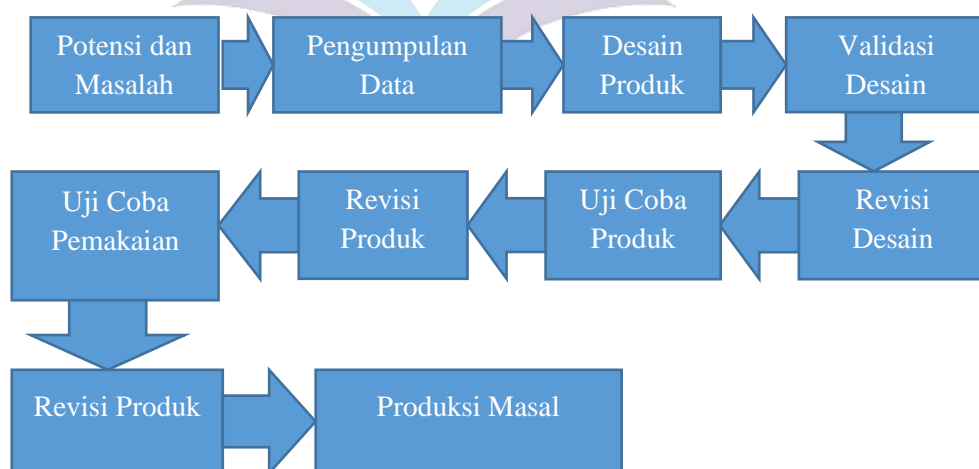 Potensi dan
Masalah
Pengumpulan
Data
Desain
Produk
Validasi
Desain
Revisi
Desain
Uji Coba
Produk
Revisi
Produk
Uji Coba
Pemakaian
Revisi Produk
Produksi Masal